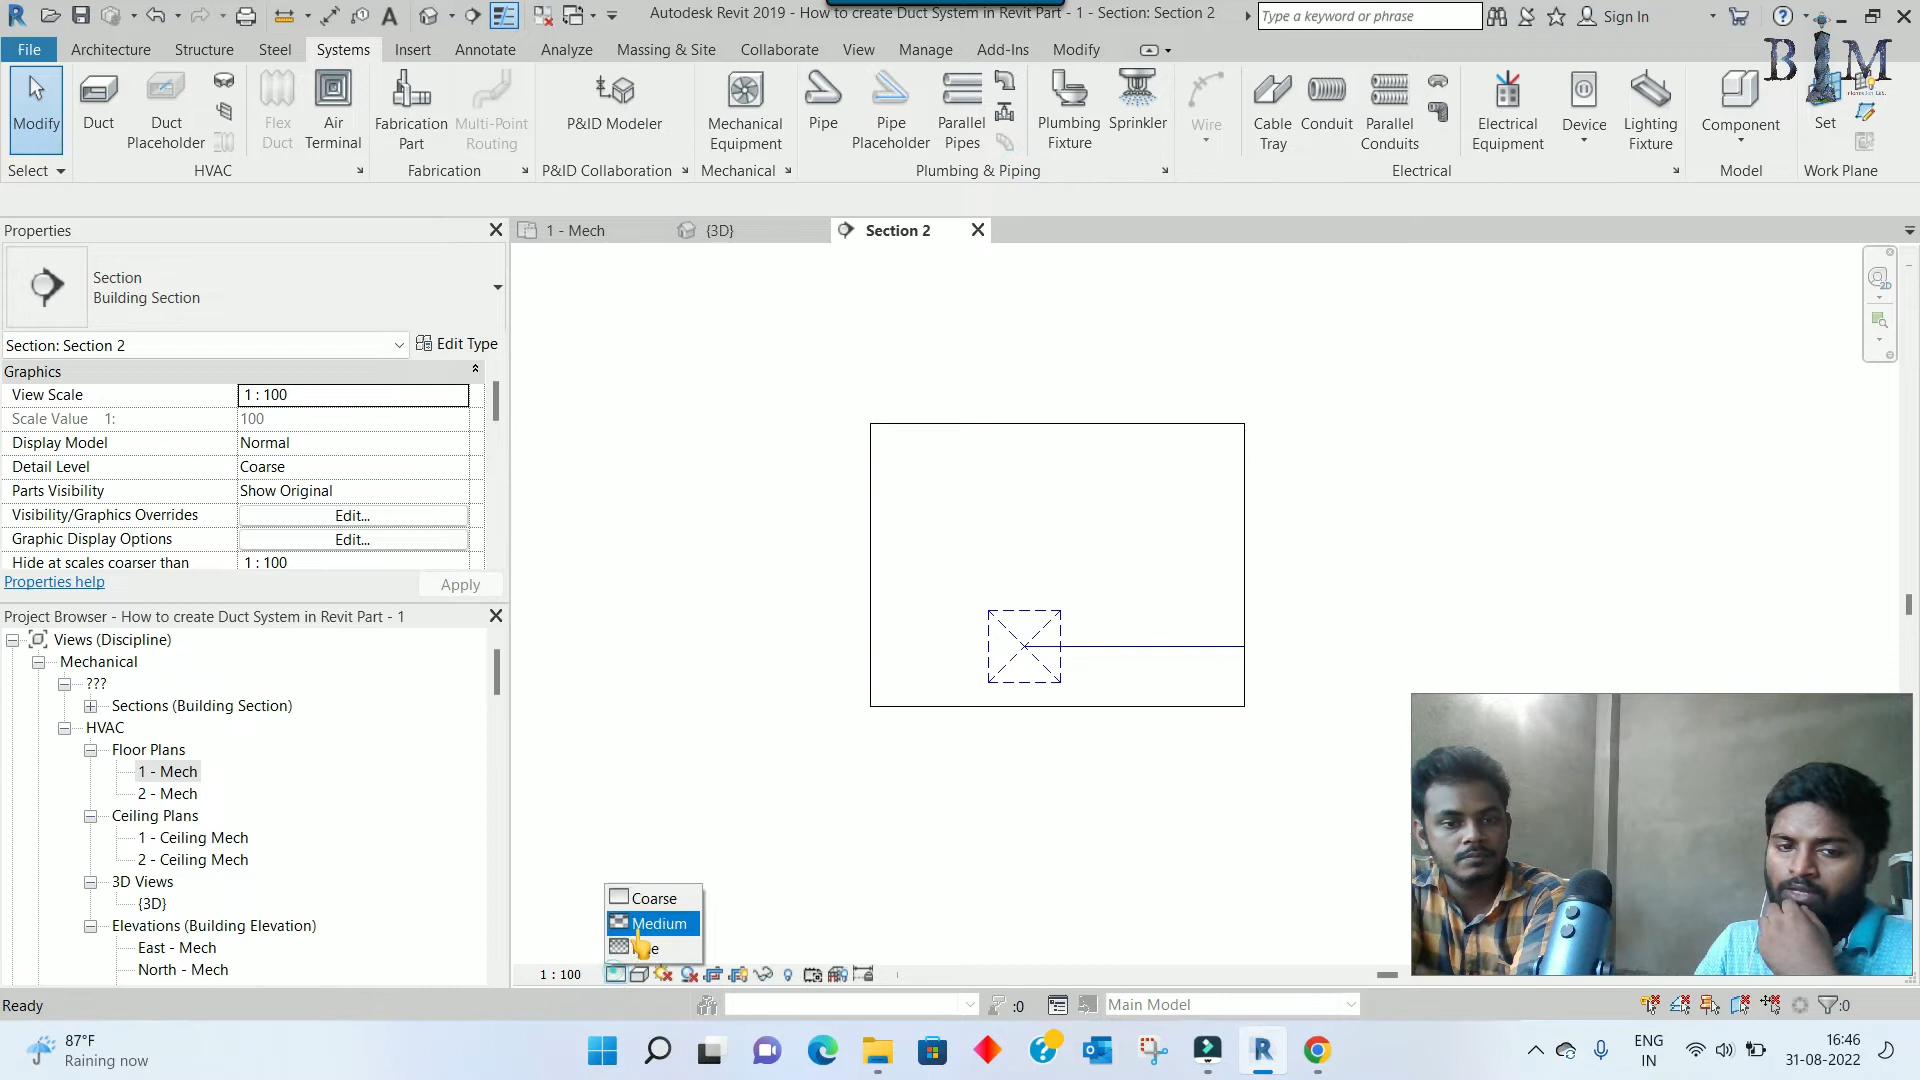 Autodesk Revit 2019 - How to create Duct System in Revit Part - 1 - Section: Section 2
Type a keyword or phrase
Sign In
File Architecture Structure Steel Systems Insert Annotate Analyze Massing & Site Collaborate View Manage Add-Ins Modify
BIM
Modify
Duct
Duct Placeholder
Flex Duct
Air Terminal
Fabrication Part
Multi-Point Routing
P&ID Modeler
Mechanical Equipment
Pipe
Pipe Placeholder
Parallel Pipes
Plumbing Fixture
Sprinkler
Wire
Cable Tray
Conduit
Parallel Conduits
Electrical Equipment
Device
Lighting Fixture
Component
Set
Select HVAC Fabrication P&ID Collaboration Mechanical Plumbing & Piping Electrical Model Work Plane
Properties
1 - Mech {3D} Section 2
Section
Building Section
Section: Section 2 Edit Type
Graphics
View Scale 1 : 100
Scale Value 1: 100
Display Model Normal
Detail Level Coarse
Parts Visibility Show Original
Visibility/Graphics Overrides Edit...
Graphic Display Options Edit...
Hide at scales coarser than 1 : 100
Properties help Apply
Project Browser - How to create Duct System in Revit Part - 1
Views (Discipline)
Mechanical
???
Sections (Building Section)
HVAC
Floor Plans
1 - Mech
2 - Mech
Ceiling Plans
1 - Ceiling Mech
2 - Ceiling Mech
3D Views
{3D}
Elevations (Building Elevation)
East - Mech
North - Mech
2D
Coarse
Medium
1 : 100
Ready
:0
Main Model
:0
87°F
Raining now
ENG
IN
16:46
31-08-2022